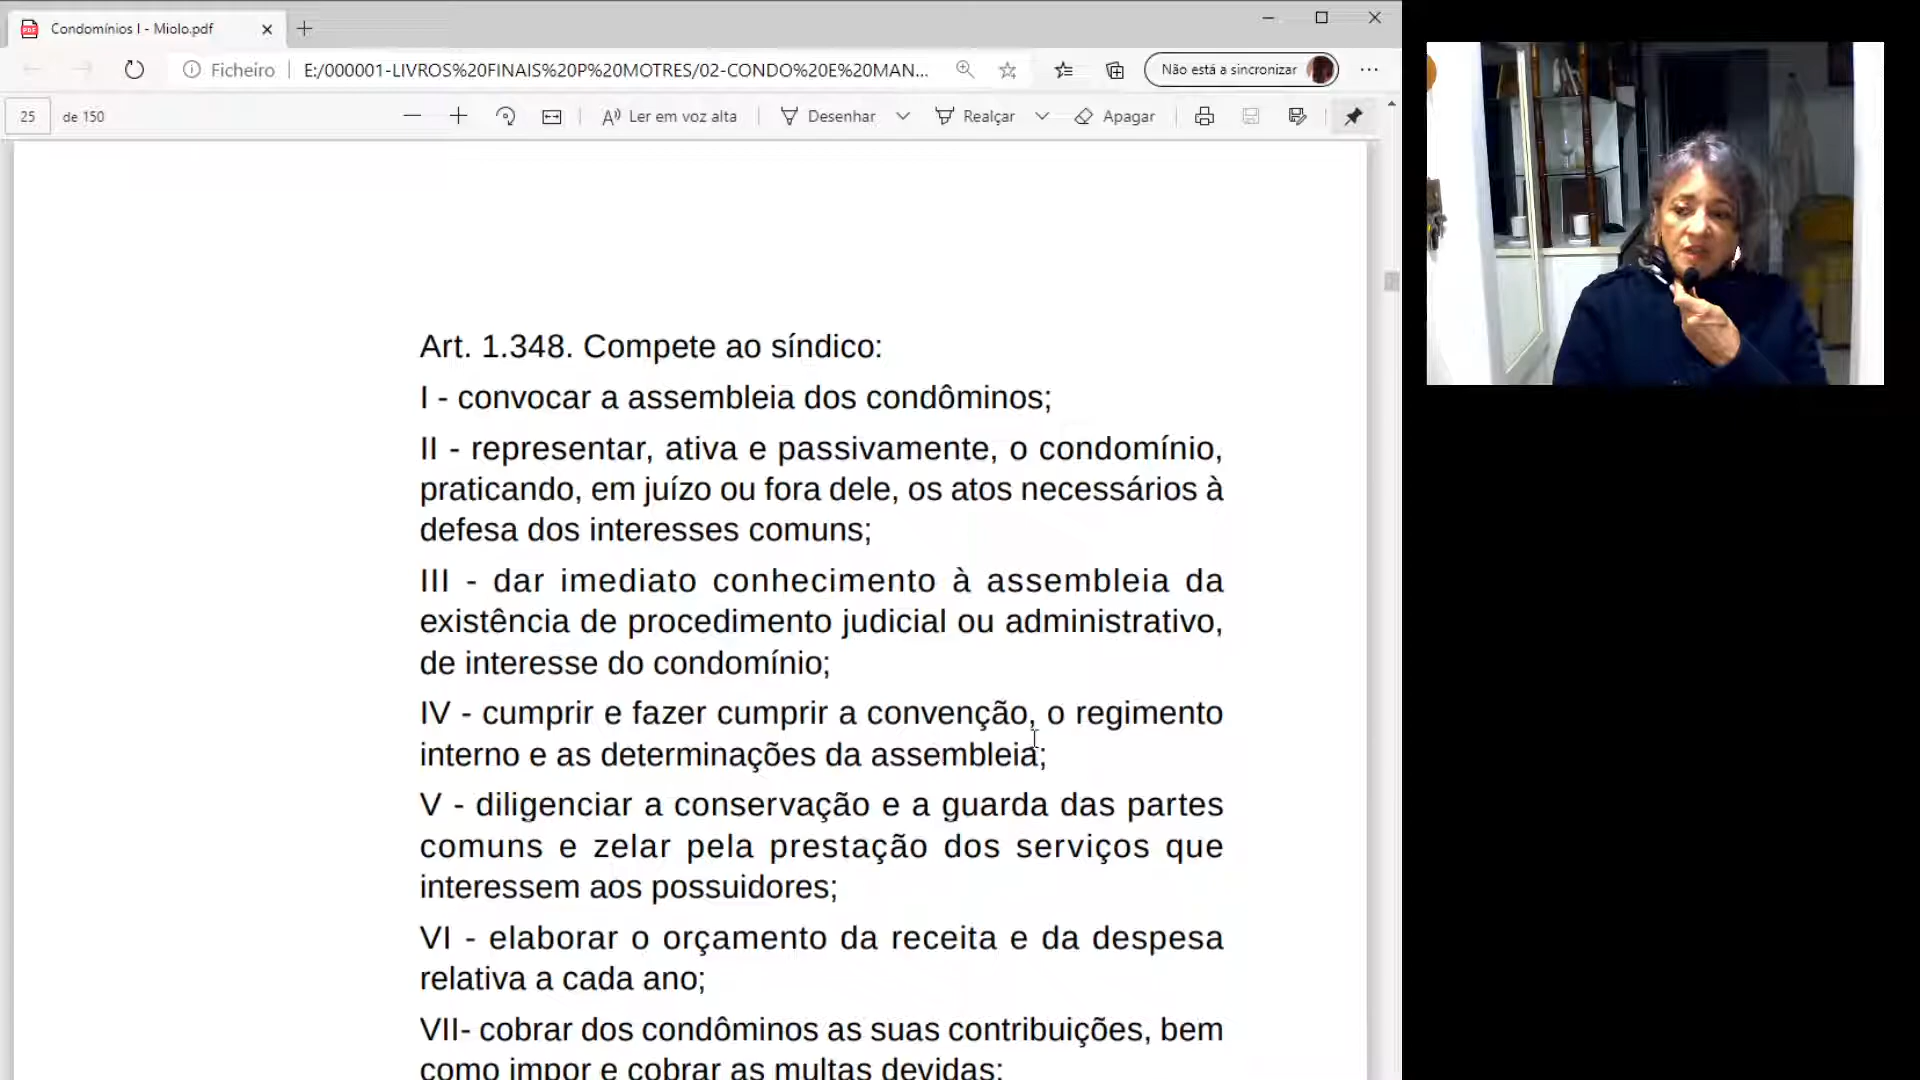 Condomínios I - Miolo.pdf
Ficheiro
E:/000001-LIVROS%20FINAIS%20P%20MOTRES/02-CONDO%20E%20MAN...
Não está a sincronizar
25 de 150
Ler em voz alta
Desenhar
Realçar
Apagar
Art. 1.348. Compete ao síndico:
I - convocar a assembleia dos condôminos;
II - representar, ativa e passivamente, o condomínio,
praticando, em juízo ou fora dele, os atos necessários à
defesa dos interesses comuns;
III - dar imediato conhecimento à assembleia da
existência de procedimento judicial ou administrativo,
de interesse do condomínio;
IV - cumprir e fazer cumprir a convenção, o regimento
interno e as determinações da assembleia;
V - diligenciar a conservação e a guarda das partes
comuns e zelar pela prestação dos serviços que
interessem aos possuidores;
VI - elaborar o orçamento da receita e da despesa
relativa a cada ano;
VII- cobrar dos condôminos as suas contribuições, bem
como impor e cobrar as multas devidas;